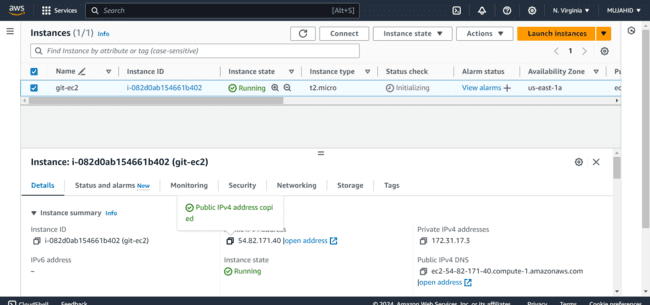 aws Services Search [Alt+S] N. Virginia MUJAHID
Instances (1/1) Info Connect Instance state Actions Launch instances
Find Instance by attribute or tag (case-sensitive) 1
Name Instance ID Instance state Instance type Status check Alarm status Availability Zone Pu
git-ec2 i-082d0ab154661b402 Running t2.micro Initializing View alarms + us-east-1a ec
Instance: i-082d0ab154661b402 (git-ec2)
Details Status and alarms New Monitoring Security Networking Storage Tags
Public IPv4 address copi
ed
Instance summary Info
Instance ID Private IPv4 addresses
i-082d0ab154661b402 (git-ec2) 54.82.171.40 |open address 172.31.17.3
IPv6 address Instance state Public IPv4 DNS
– Running ec2-54-82-171-40.compute-1.amazonaws.com
|open address
CloudShell Feedback © 2024, Amazon Web Services, Inc. or its affiliates. Privacy Terms Cookie preferences